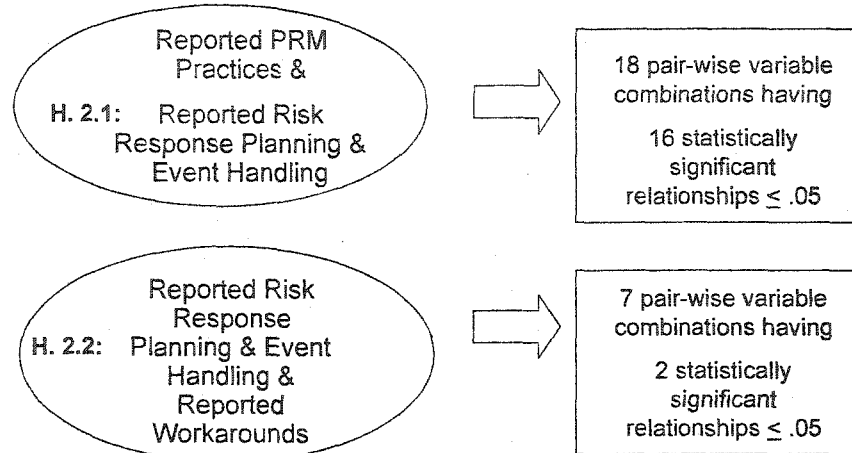 Reported PRM
Practices &
H. 2.1: Reported Risk
Response Planning &
Event Handling
18 pair-wise variable
combinations having
16 statistically
significant
relationships ≤ .05
Reported Risk
Response
H. 2.2: Planning & Event
Handling &
Reported
Workarounds
7 pair-wise variable
combinations having
2 statistically
significant
relationships ≤ .05